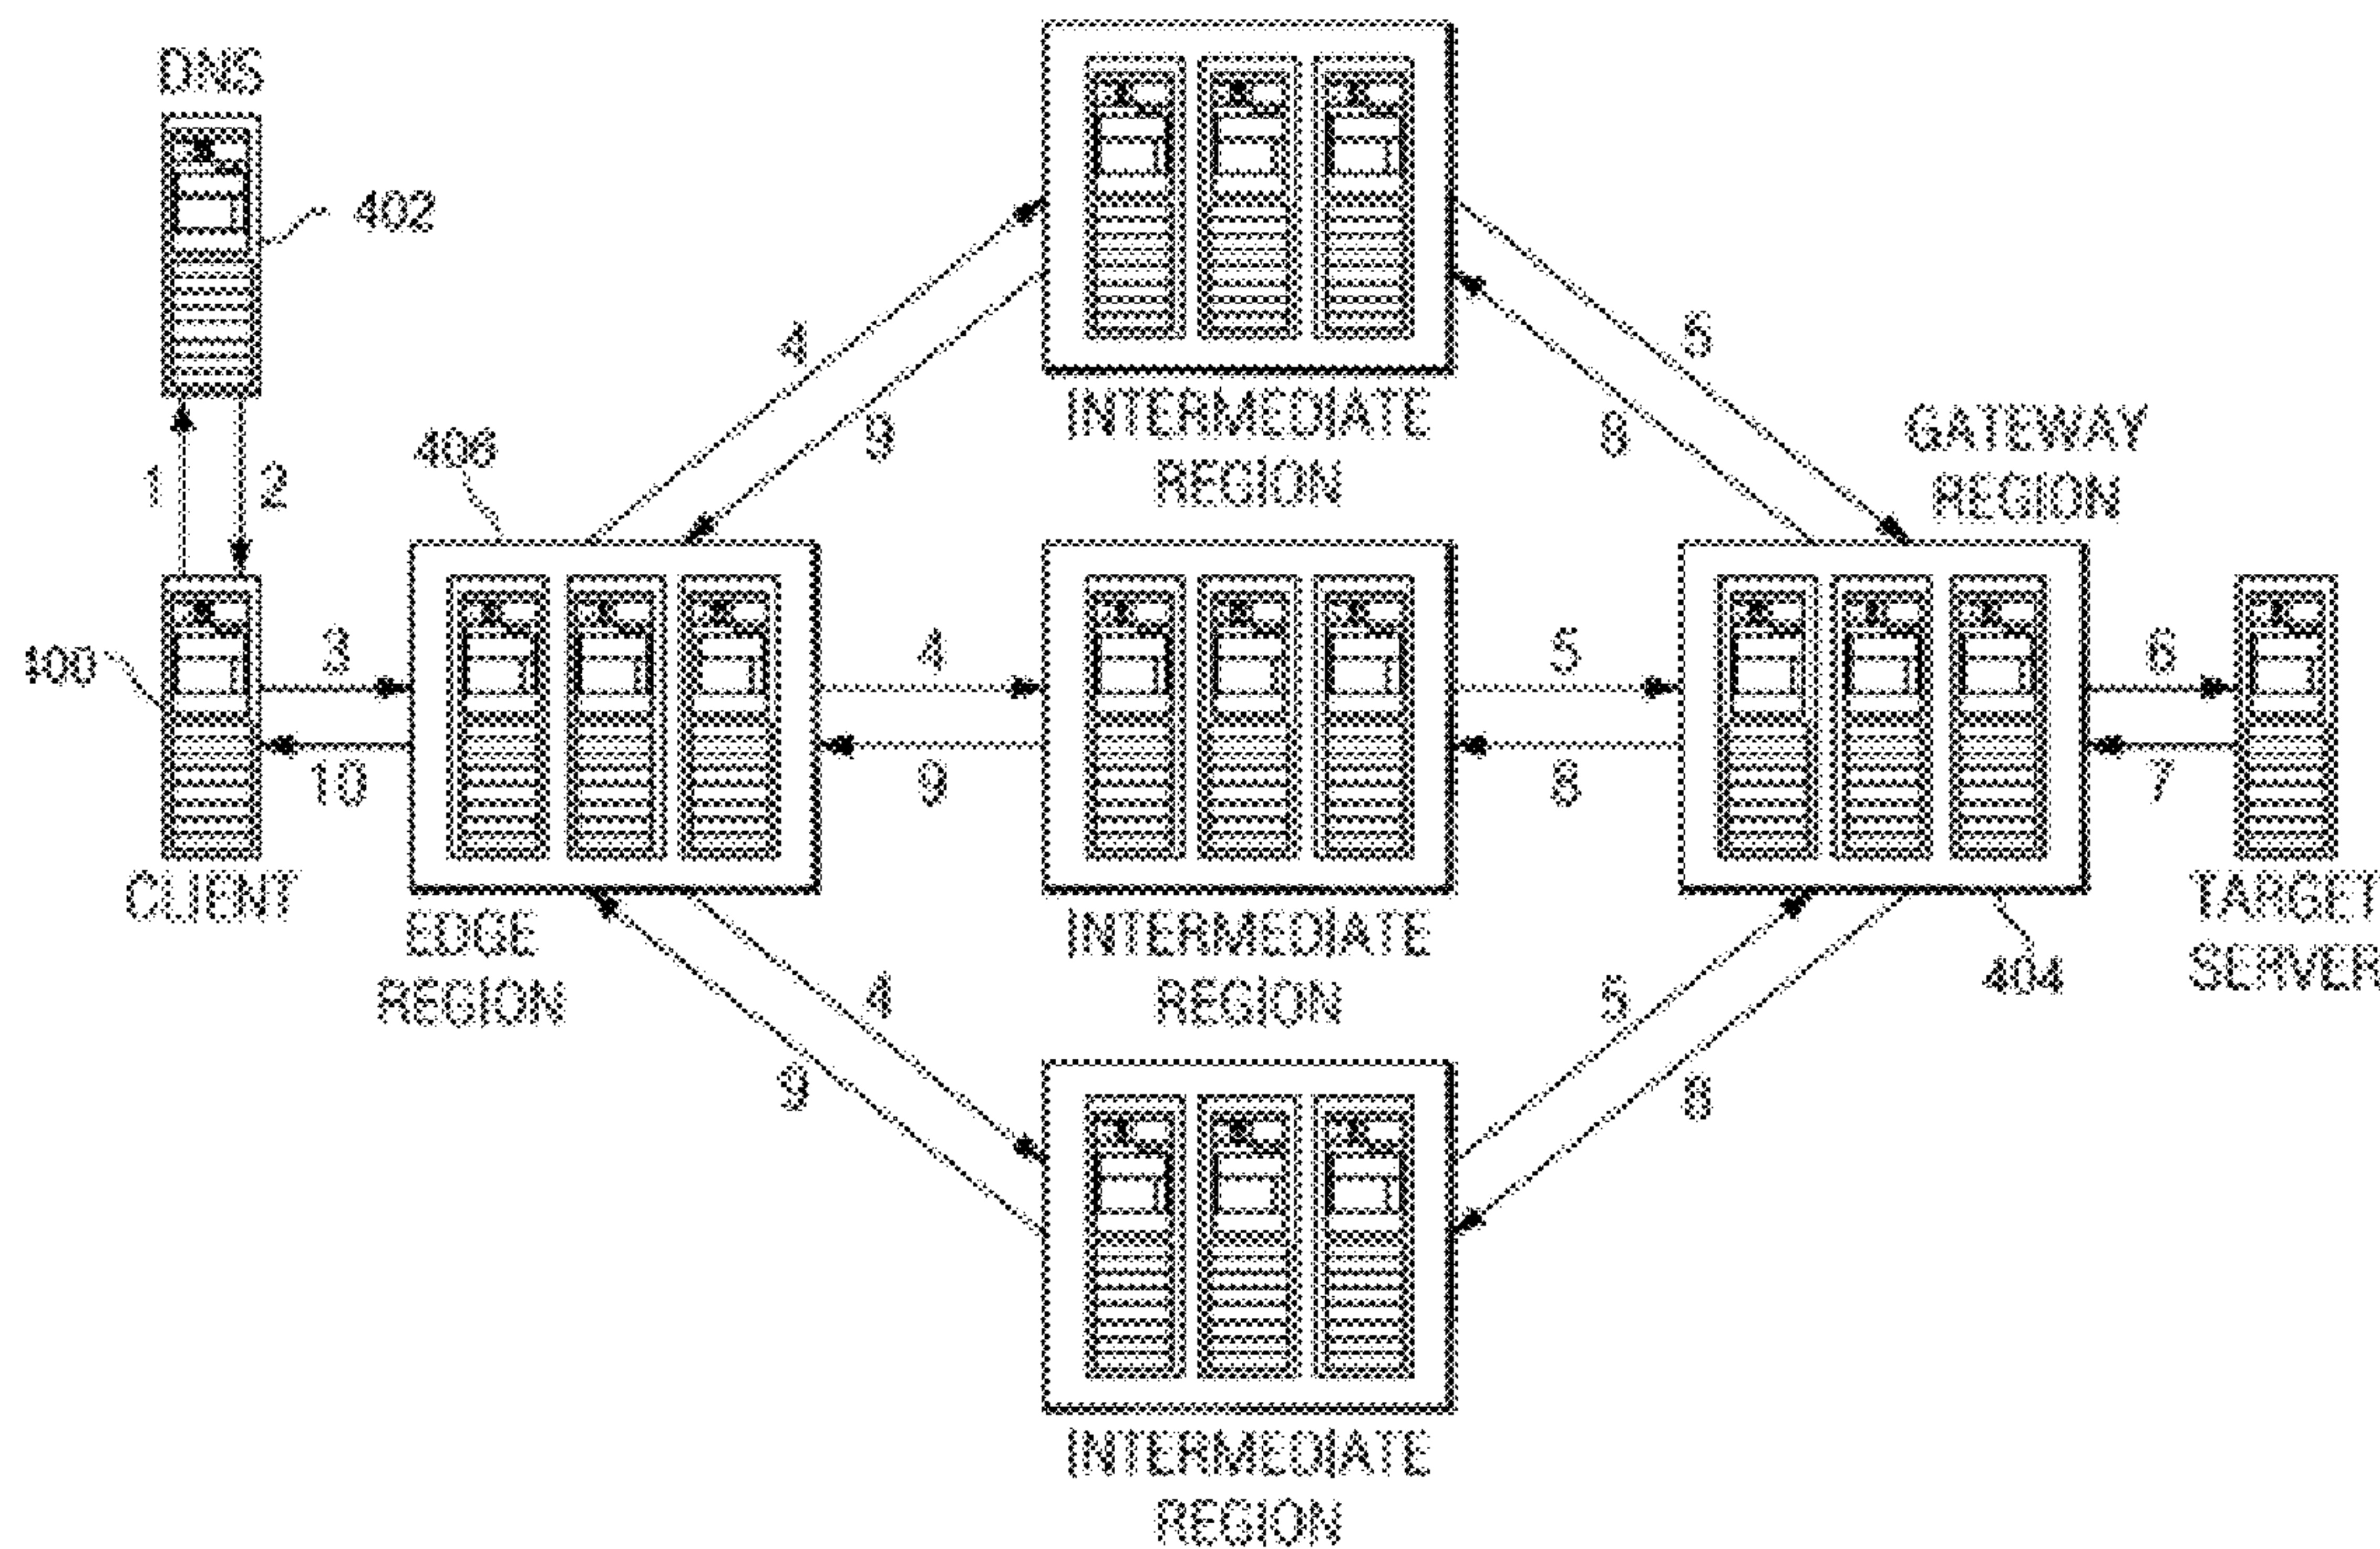 DNS
402
4
5
INTERMEDIATE
REGION
9
8
GATEWAY
REGION
406
1
2
400
3
4
5
6
10
9
8
7
CLIENT
EDGE
REGION
INTERMEDIATE
REGION
404
TARGET
SERVER
4
5
9
8
INTERMEDIATE
REGION